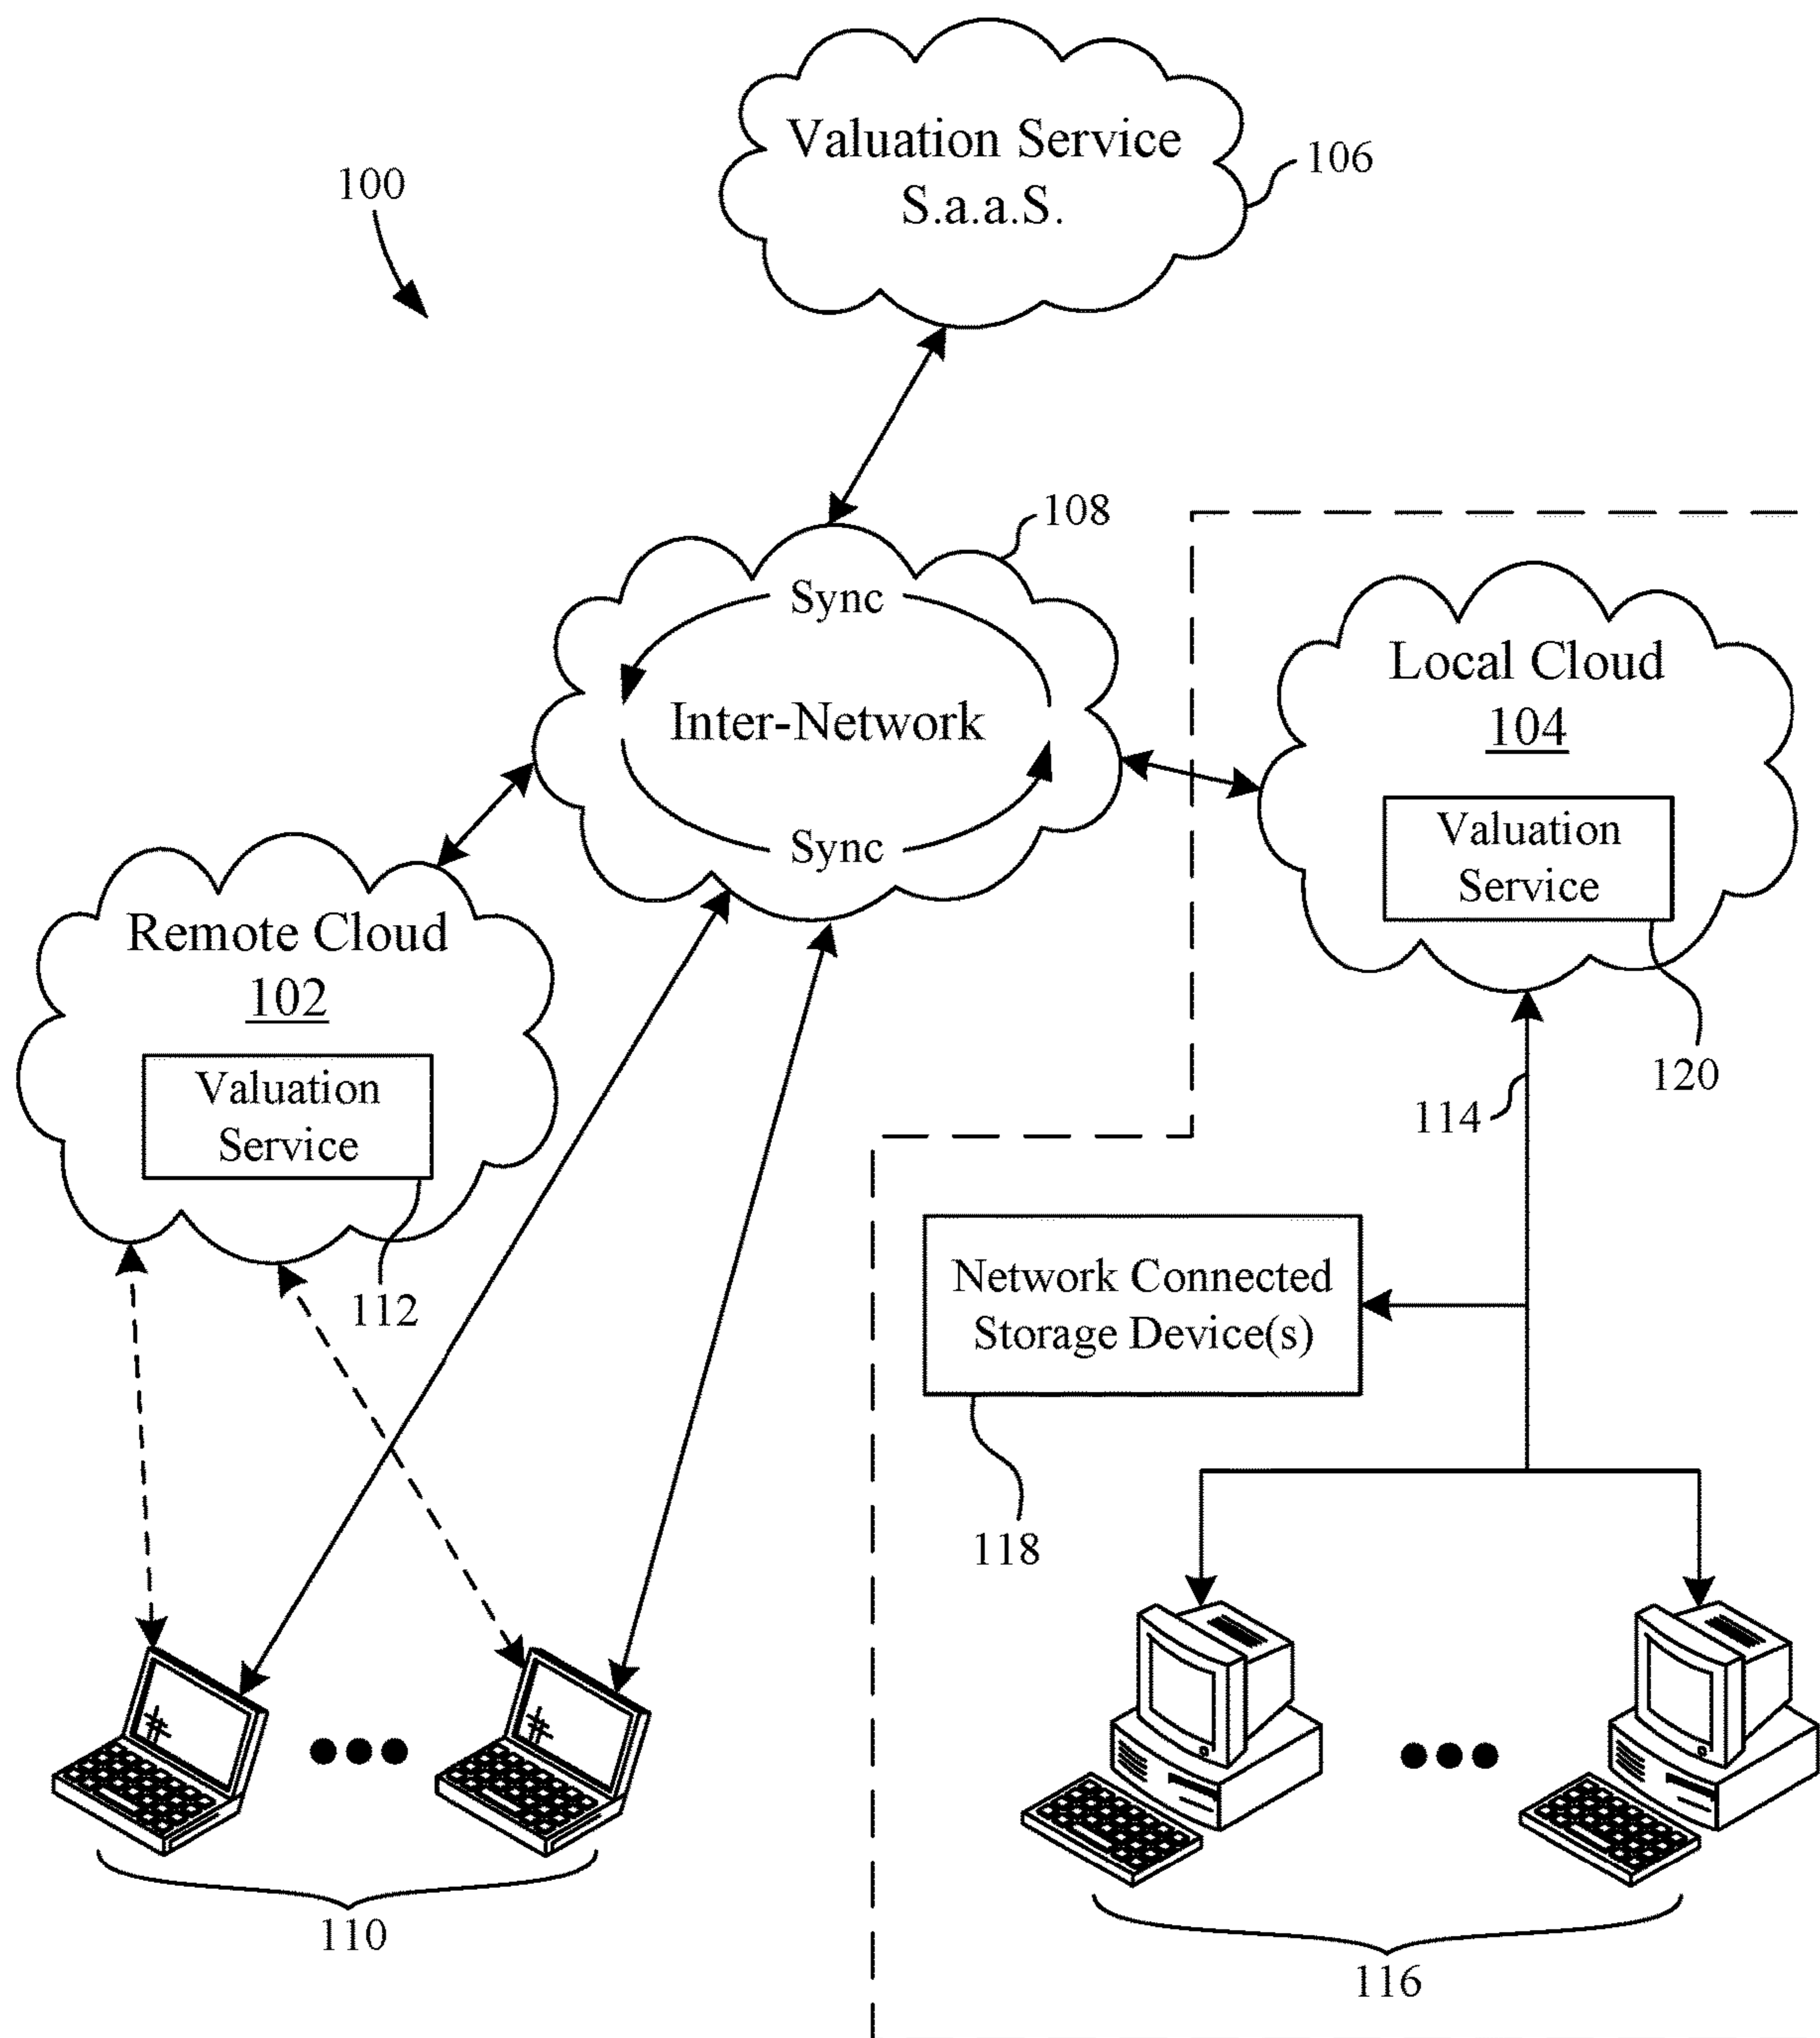 Valuation Service
S.a.a.S.
106
100
108
Sync
Inter-Network
Sync
Local Cloud
104
Valuation
Service
120
114
Remote Cloud
102
Valuation
Service
112
Network Connected
Storage Device(s)
118
110
116